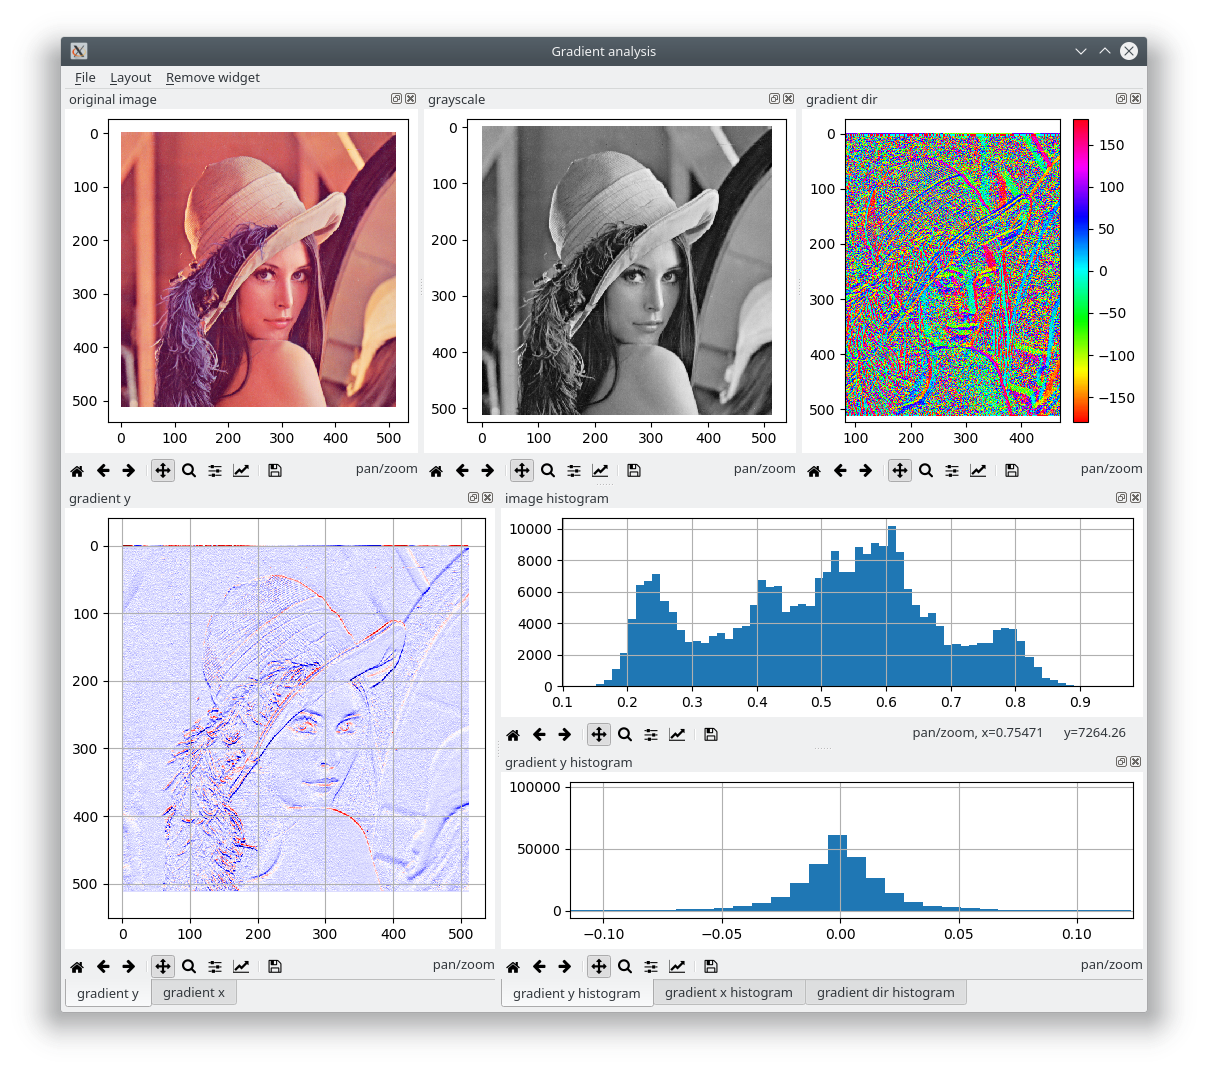 Gradient analysis
File Layout Remove widget
original image
0
100
200
300
400
500
0 100 200 300 400 500
pan/zoom
grayscale
0
100
200
300
400
500
0 100 200 300 400 500
pan/zoom
gradient dir
0
100
200
300
400
500
100 200 300 400
150
100
50
0
−50
−100
−150
pan/zoom
gradient y
0
100
200
300
400
500
0 100 200 300 400 500
pan/zoom
gradient y gradient x
image histogram
10000
8000
6000
4000
2000
0
0.1 0.2 0.3 0.4 0.5 0.6 0.7 0.8 0.9
pan/zoom, x=0.75471 y=7264.26
gradient y histogram
100000
50000
0
−0.10 −0.05 0.00 0.05 0.10
pan/zoom
gradient y histogram gradient x histogram gradient dir histogram